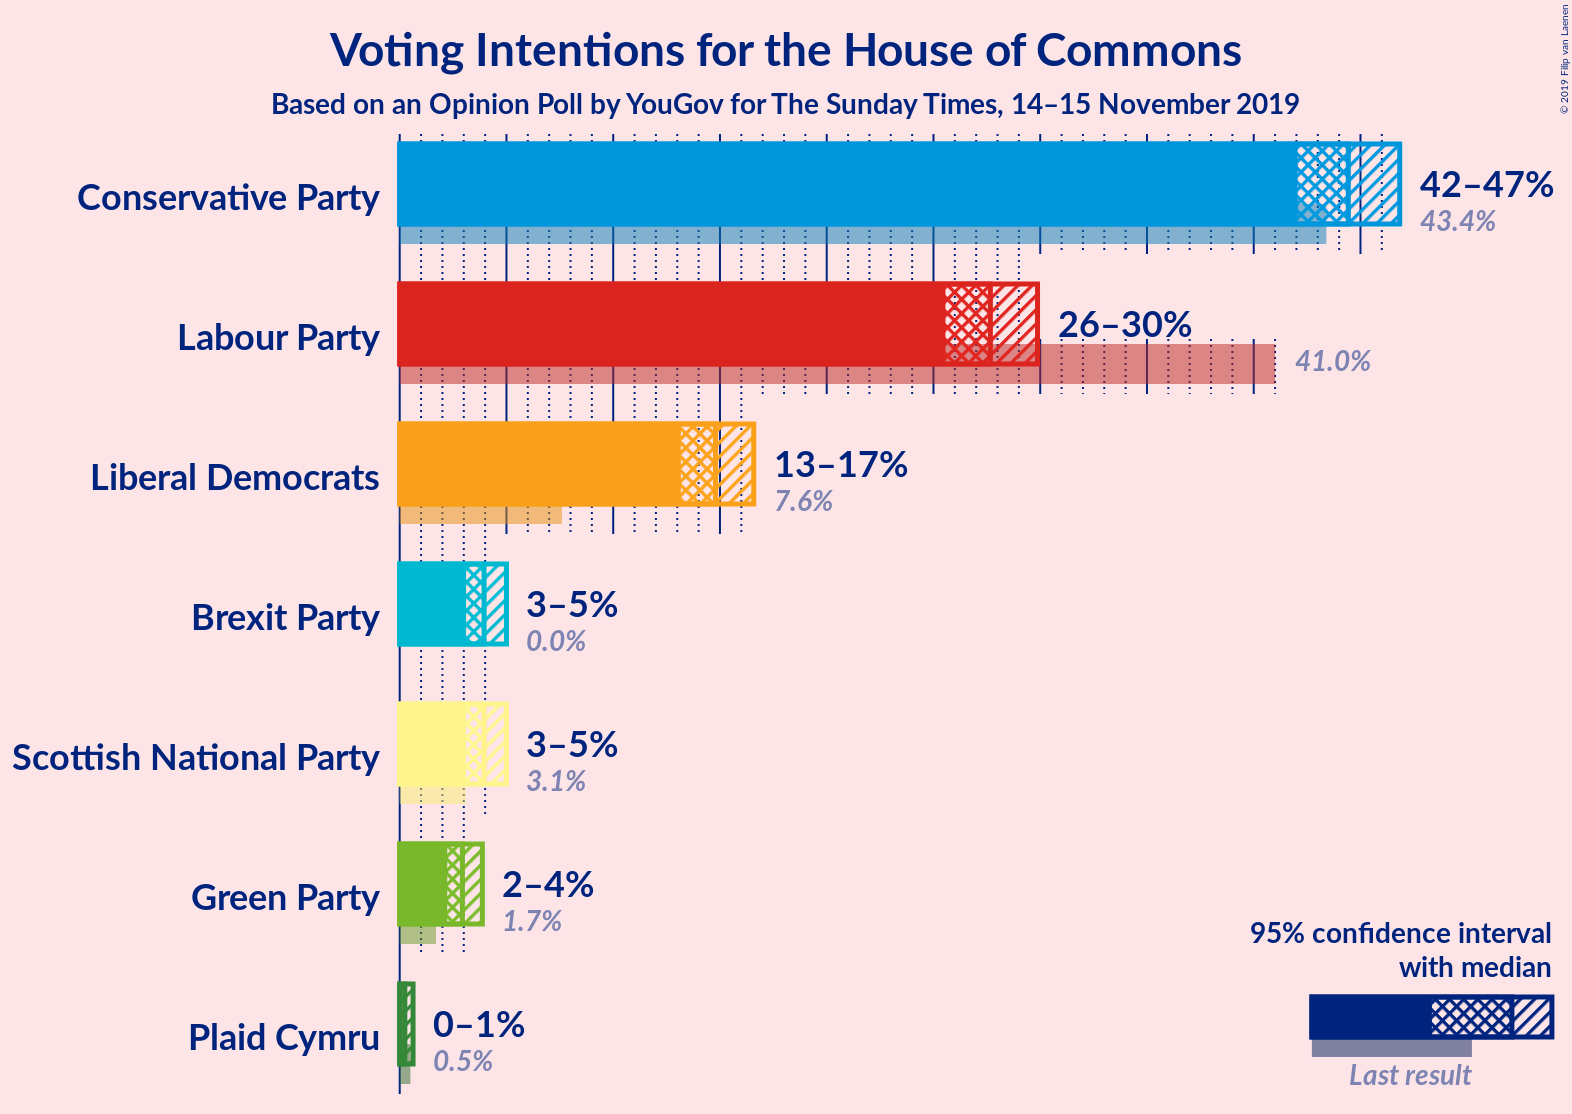 Voting Intentions for the House of Commons
Based on an Opinion Poll by YouGov for The Sunday Times, 14–15 November 2019
© 2019 Filip van Laenen
Conservative Party
42–47%
43.4%
Labour Party
26–30%
41.0%
Liberal Democrats
13–17%
7.6%
Brexit Party
3–5%
0.0%
Scottish National Party
3–5%
3.1%
Green Party
2–4%
1.7%
Plaid Cymru
0–1%
0.5%
95% confidence interval
with median
Last result